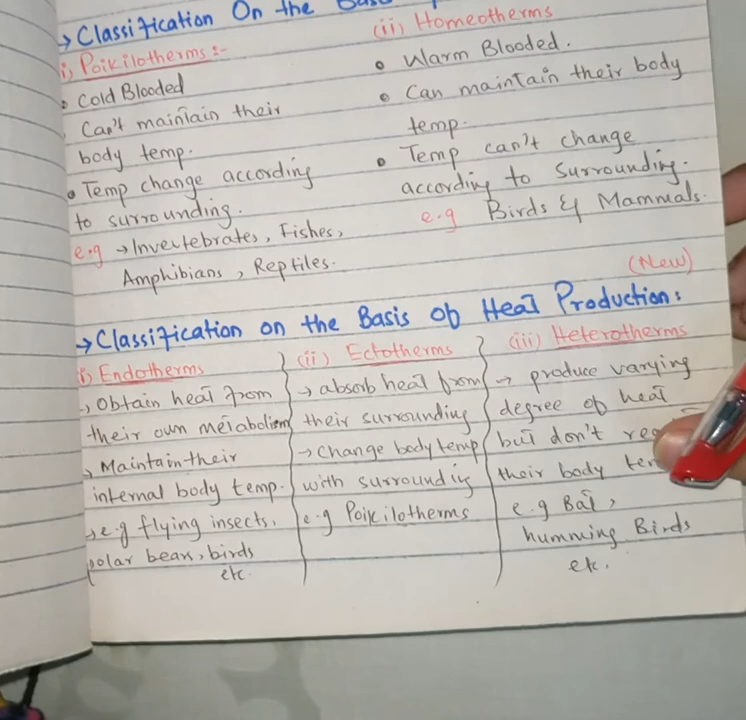 → Classification On the Bas
i) Poikilotherms :-
• Cold Blooded
• Can't maintain their
body temp.
• Temp change according
to surrounding.
e.g → Invertebrates, Fishes,
Amphibians, Reptiles.
(ii) Homeotherms
• Warm Blooded.
• Can maintain their body
temp.
• Temp can't change
according to surrounding.
e.g Birds & Mammals.
(New)
→ Classification on the Basis of Heat Production:
i) Endotherms
→ Obtain heat from
their own metabolism
→ Maintain their
internal body temp.
→ e.g flying insects,
polar bear, birds
etc.
(ii) Ectotherms
→ absorb heat from
their surrounding
→ Change body temp
with surroundig
e.g Poikilotherms
(iii) Heterotherms
→ produce varying
degree of heat
but don't
their body
e.g Bat,
humming Birds
etc.